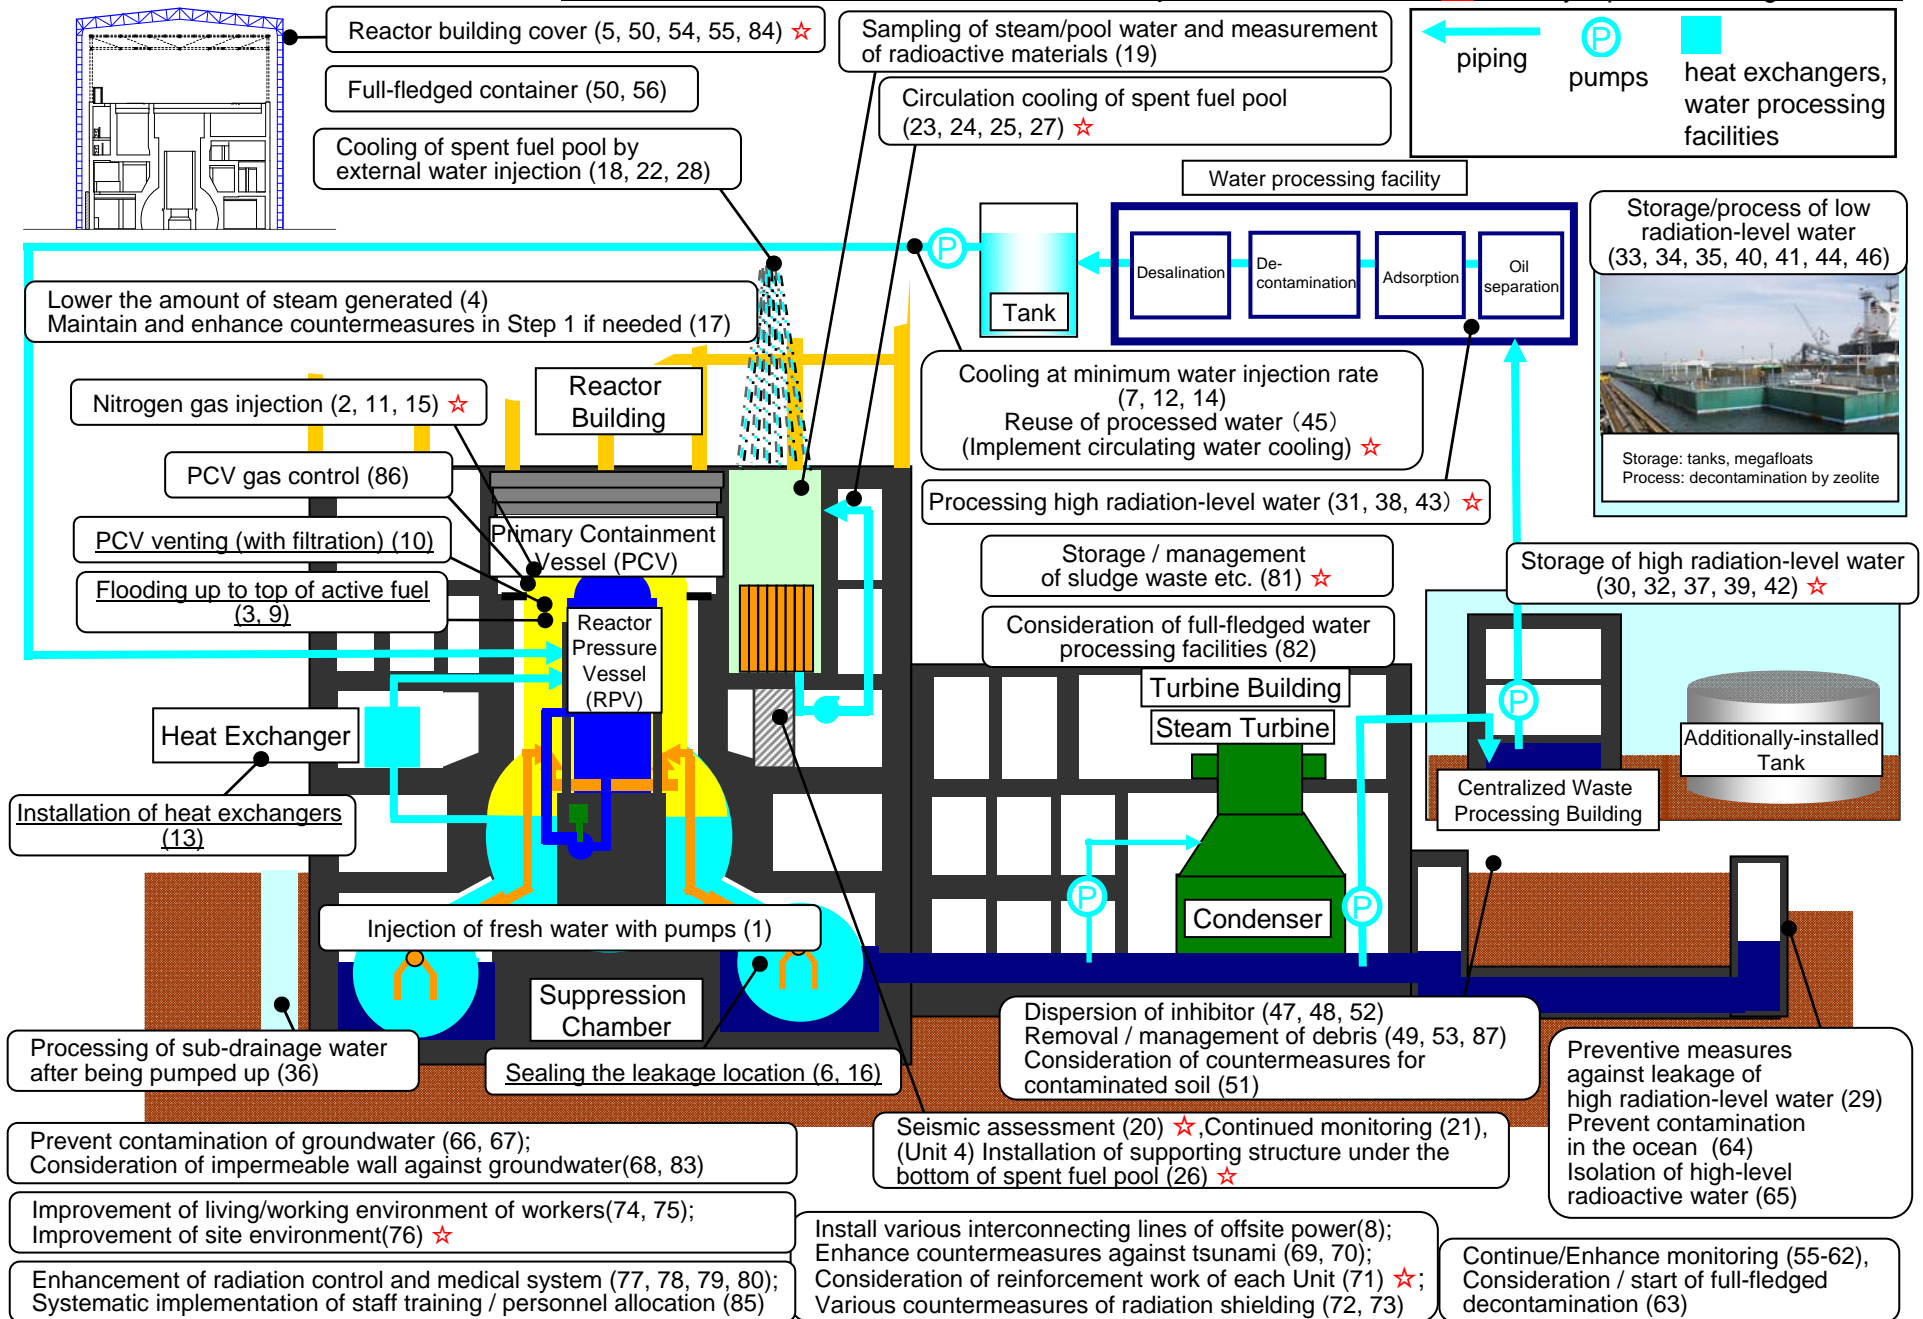 Reactor building cover (5, 50, 54, 55, 84) ☆
Full-fledged container (50, 56)
Cooling of spent fuel pool by
external water injection (18, 22, 28)
Sampling of steam/pool water and measurement
of radioactive materials (19)
Circulation cooling of spent fuel pool
(23, 24, 25, 27) ☆
piping
P
pumps
heat exchangers,
water processing
facilities
Water processing facility
Storage/process of low
radiation-level water
(33, 34, 35, 40, 41, 44, 46)
P
Tank
Desalination
De-
contamination
Adsorption
Oil
separation
Lower the amount of steam generated (4)
Maintain and enhance countermeasures in Step 1 if needed (17)
Reactor
Building
Nitrogen gas injection (2, 11, 15) ☆
Cooling at minimum water injection rate
(7, 12, 14)
Reuse of processed water（45）
(Implement circulating water cooling) ☆
Storage: tanks, megafloats
Process: decontamination by zeolite
PCV gas control (86)
Processing high radiation-level water (31, 38, 43）☆
PCV venting (with filtration) (10)
Primary Containment
Vessel (PCV)
Storage / management
of sludge waste etc. (81) ☆
Storage of high radiation-level water
(30, 32, 37, 39, 42) ☆
Flooding up to top of active fuel
(3, 9)
Reactor
Pressure
Vessel
(RPV)
Consideration of full-fledged water
processing facilities (82)
Turbine Building
Steam Turbine
P
Heat Exchanger
Additionally-installed
Tank
Installation of heat exchangers
(13)
Centralized Waste
Processing Building
P
P
Condenser
Injection of fresh water with pumps (1)
Suppression
Chamber
Dispersion of inhibitor (47, 48, 52)
Removal / management of debris (49, 53, 87)
Consideration of countermeasures for
contaminated soil (51)
Processing of sub-drainage water
after being pumped up (36)
Sealing the leakage location (6, 16)
Preventive measures
against leakage of
high radiation-level water (29)
Prevent contamination
in the ocean (64)
Isolation of high-level
radioactive water (65)
Prevent contamination of groundwater (66, 67);
Consideration of impermeable wall against groundwater(68, 83)
Seismic assessment (20) ☆,Continued monitoring (21),
(Unit 4) Installation of supporting structure under the
bottom of spent fuel pool (26) ☆
Improvement of living/working environment of workers(74, 75);
Improvement of site environment(76) ☆
Install various interconnecting lines of offsite power(8);
Enhance countermeasures against tsunami (69, 70);
Consideration of reinforcement work of each Unit (71) ☆;
Various countermeasures of radiation shielding (72, 73)
Continue/Enhance monitoring (55-62),
Consideration / start of full-fledged
decontamination (63)
Enhancement of radiation control and medical system (77, 78, 79, 80);
Systematic implementation of staff training / personnel allocation (85)